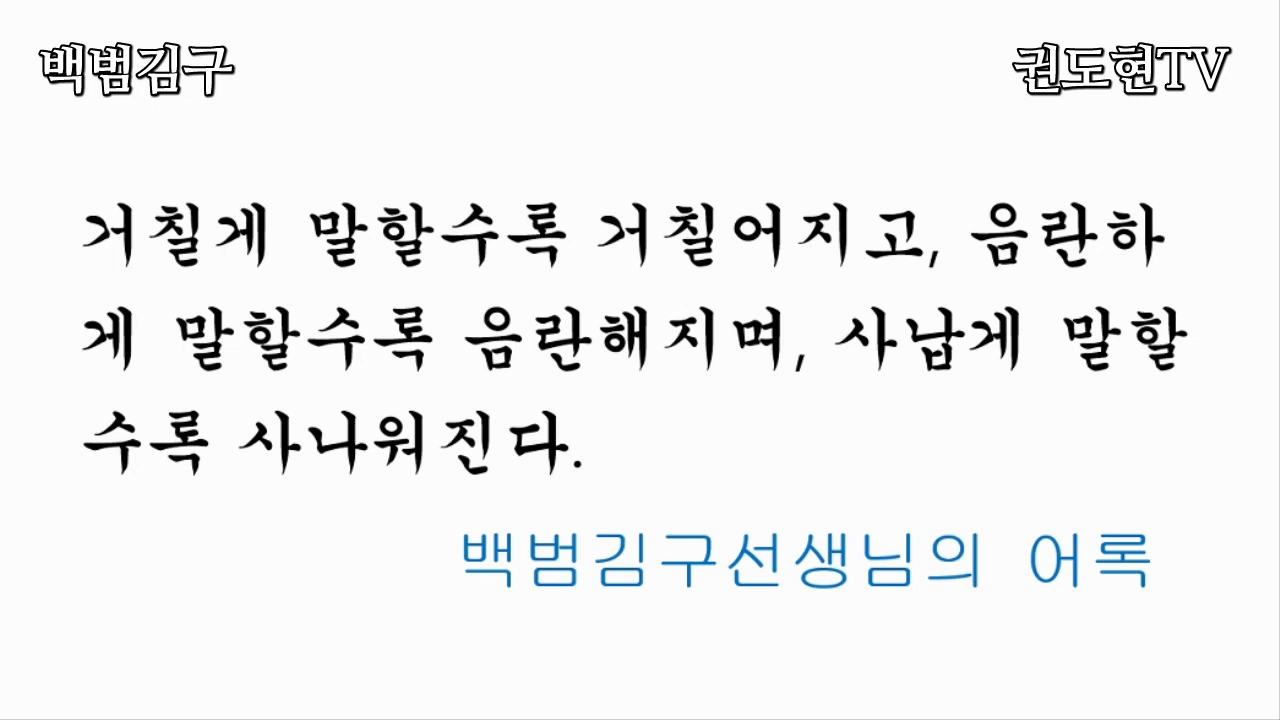 백범김구
권도현TV
거칠게 말할수록 거칠어지고, 음란하
게 말할수록 음란해지며, 사납게 말할
수록 사나워진다.
백범김구선생님의 어록